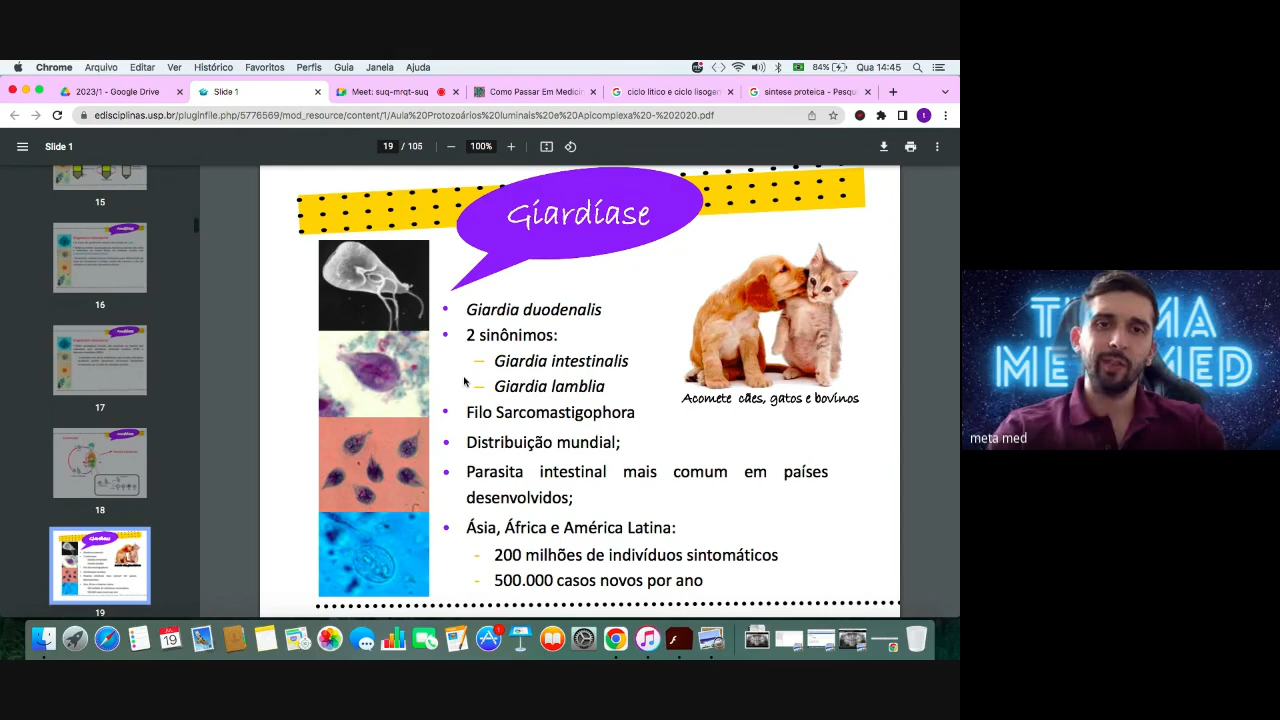 Chrome Arquivo Editar Ver Histórico Favoritos Perfis Guia Janela Ajuda
84% Qua 14:45
2023/1 - Google Drive
Slide 1
Meet: suq-mrqt-suq
Como Passar Em Medicin
ciclo lítico e ciclo lisogen
sintese proteica - Pesqu
edisciplinas.usp.br/pluginfile.php/5776569/mod_resource/content/1/Aula%20Protozoários%20luminais%20e%20Apicomplexa%20-%202020.pdf
Slide 1
19 / 105
100%
15
16
17
18
19
Giardíase
Giardia duodenalis
2 sinônimos:
– Giardia intestinalis
– Giardia lamblia
Filo Sarcomastigophora
Distribuição mundial;
Parasita intestinal mais comum em países
desenvolvidos;
Ásia, África e América Latina:
- 200 milhões de indivíduos sintomáticos
- 500.000 casos novos por ano
Acomete cães, gatos e bovinos
META MED
meta med
JUL
19